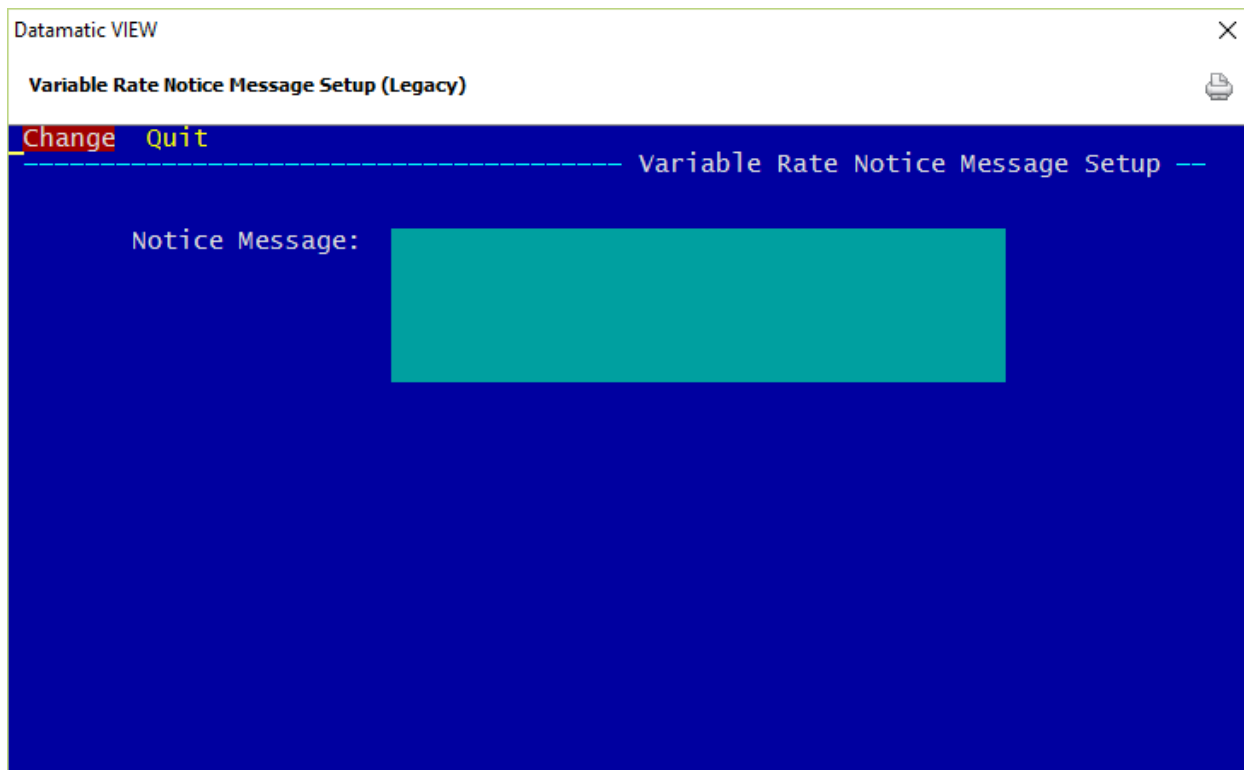 Datamatic VIEW
Variable Rate Notice Message Setup (Legacy)
Change Quit
Variable Rate Notice Message Setup
Notice Message: